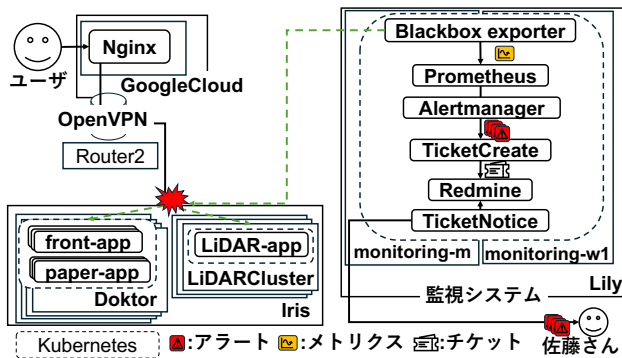 ユーザ
Nginx
GoogleCloud
OpenVPN
Router2
front-app
paper-app
Doktor
LiDAR-app
LiDARCluster
Iris
Blackbox exporter
Prometheus
Alertmanager
TicketCreate
Redmine
TicketNotice
monitoring-m
monitoring-w1
Lily
監視システム
Kubernetes
:アラート
:メトリクス
:チケット
佐藤さん